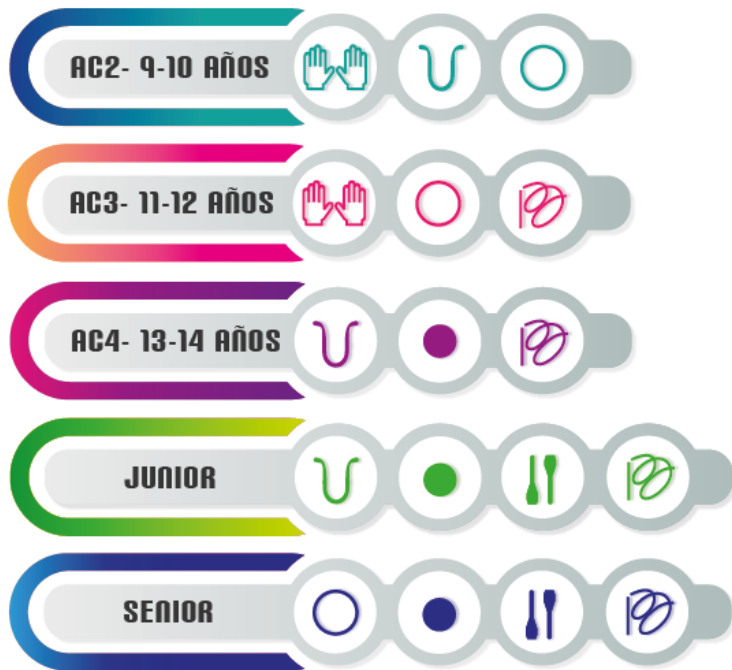 AC2- 9-10 AÑOS
AC3- 11-12 AÑOS
AC4- 13-14 AÑOS
JUNIOR
SENIOR